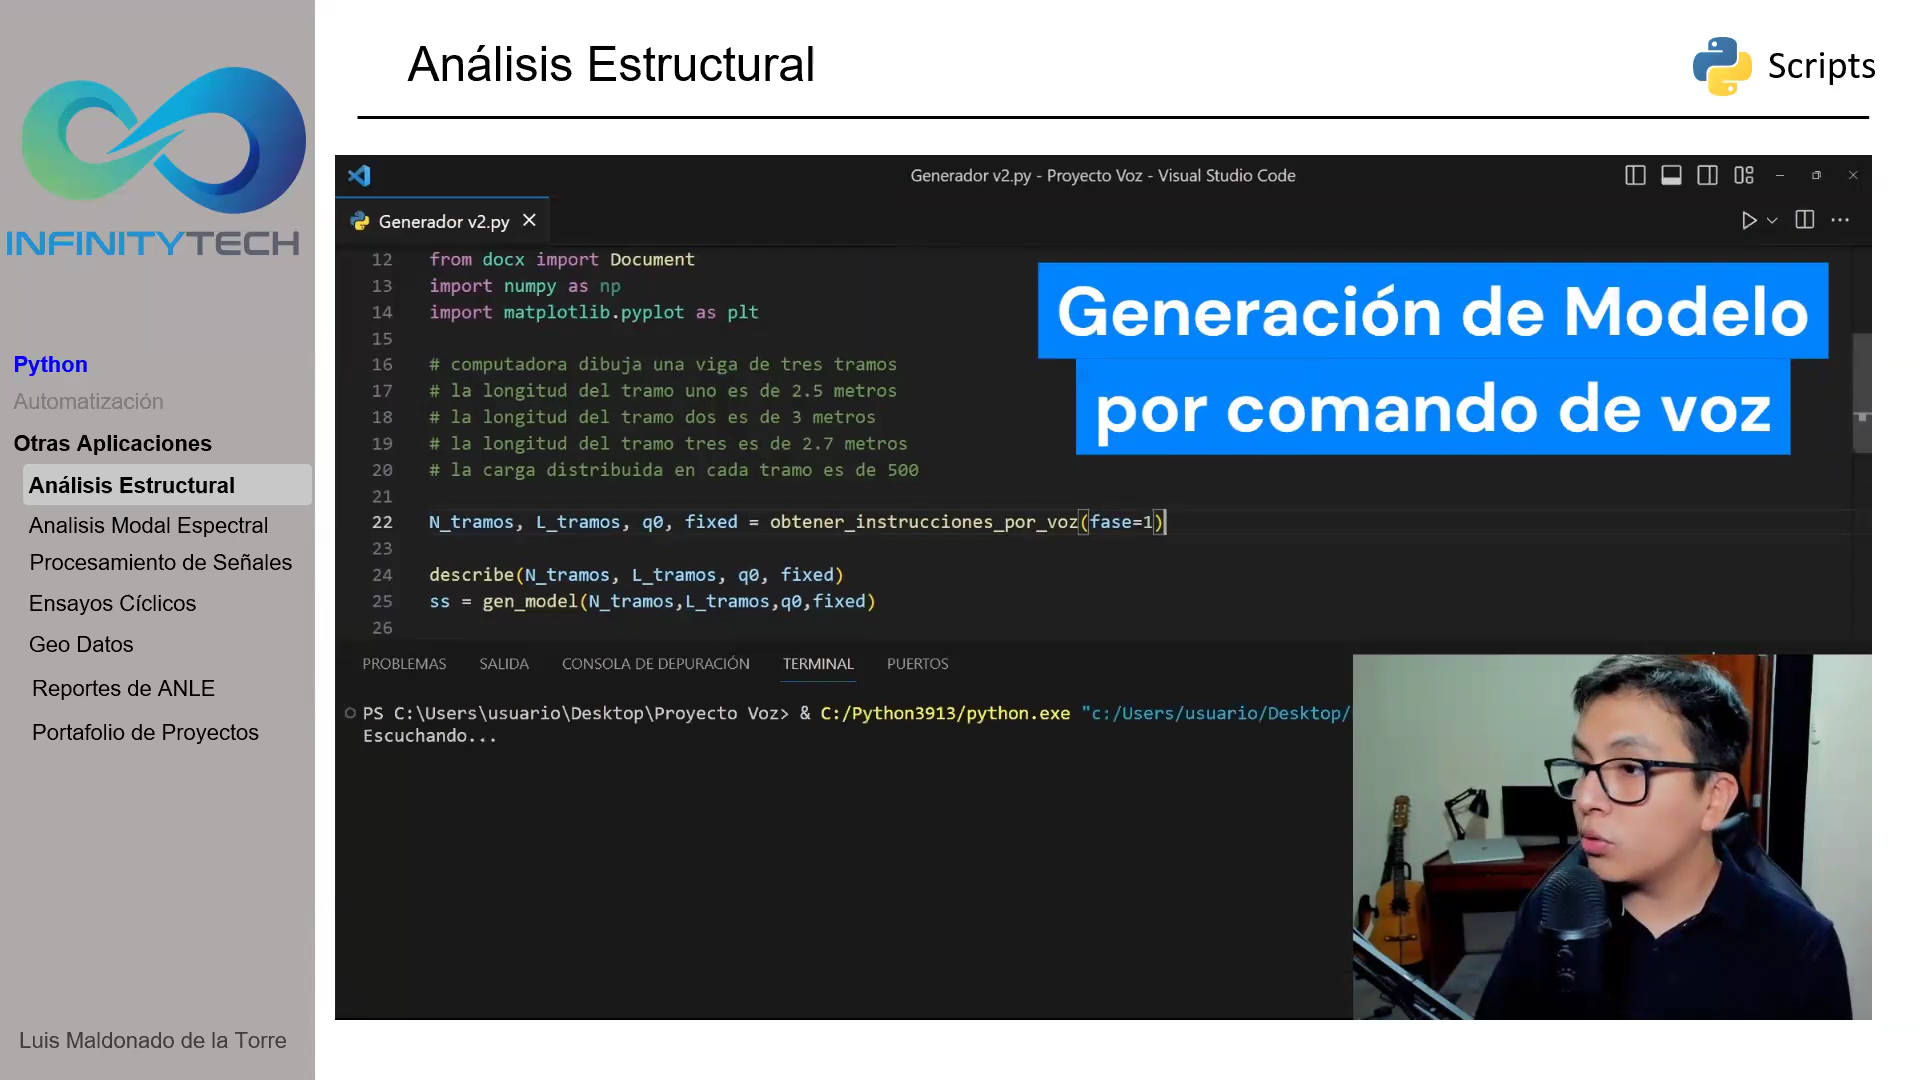 Análisis Estructural
Scripts
INFINITYTECH
Python
Automatización
Otras Aplicaciones
Análisis Estructural
Analisis Modal Espectral
Procesamiento de Señales
Ensayos Cíclicos
Geo Datos
Reportes de ANLE
Portafolio de Proyectos
Luis Maldonado de la Torre
Generador v2.py - Proyecto Voz - Visual Studio Code
Generador v2.py
12 from docx import Document
13 import numpy as np
14 import matplotlib.pyplot as plt
15
16 # computadora dibuja una viga de tres tramos
17 # la longitud del tramo uno es de 2.5 metros
18 # la longitud del tramo dos es de 3 metros
19 # la longitud del tramo tres es de 2.7 metros
20 # la carga distribuida en cada tramo es de 500
21
22 N_tramos, L_tramos, q0, fixed = obtener_instrucciones_por_voz(fase=1)
23
24 describe(N_tramos, L_tramos, q0, fixed)
25 ss = gen_model(N_tramos,L_tramos,q0,fixed)
26
Generación de Modelo
por comando de voz
PROBLEMAS SALIDA CONSOLA DE DEPURACIÓN TERMINAL PUERTOS
PS C:\Users\usuario\Desktop\Proyecto Voz> & C:/Python3913/python.exe "c:/Users/usuario/Desktop/
Escuchando...